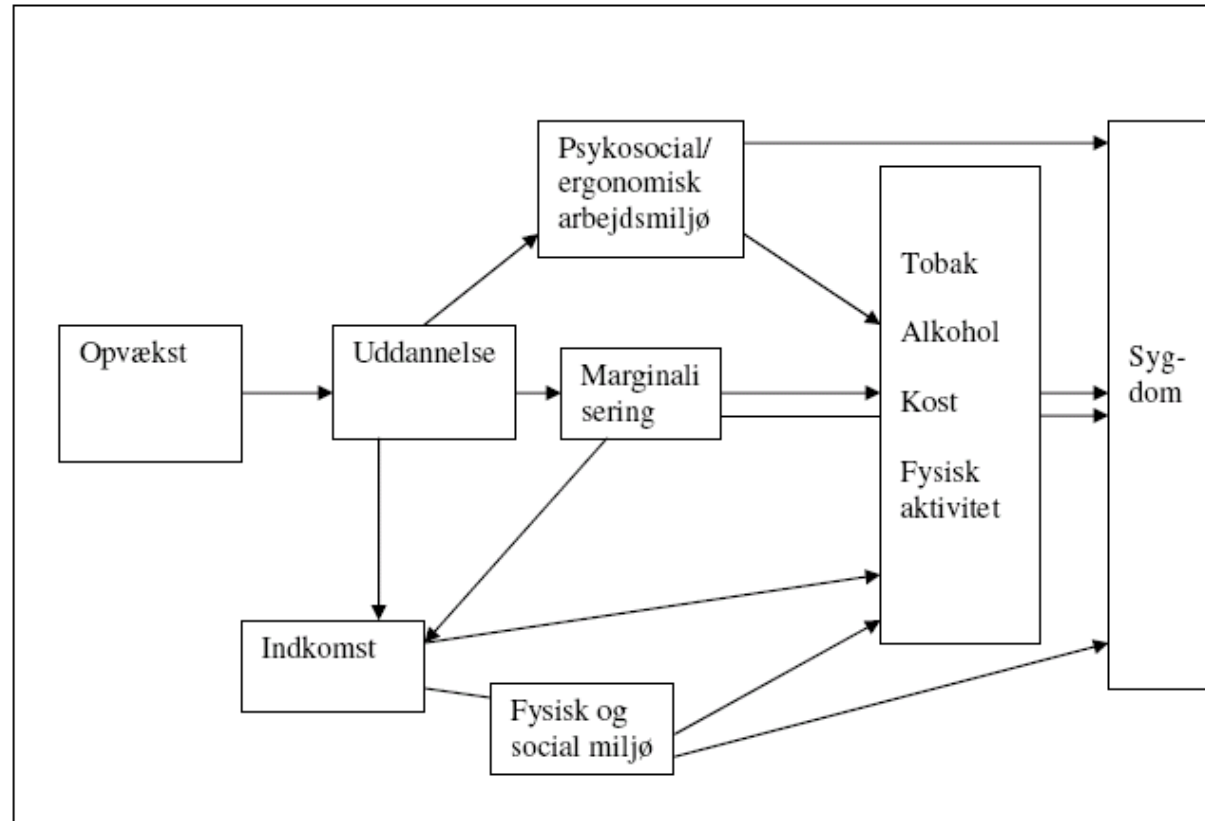 Psykosocial/
ergonomisk
arbejdsmiljø
Opvækst
Uddannelse
Marginali
sering
Tobak
Alkohol
Kost
Fysisk
aktivitet
Syg-
dom
Indkomst
Fysisk og
social miljø